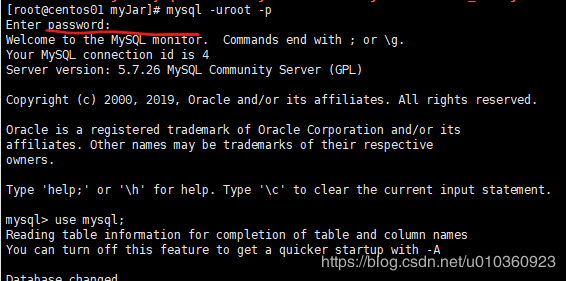 [root@centos01 myJar]# mysql -uroot -p
Enter password:
Welcome to the MySQL monitor.  Commands end with ; or \g.
Your MySQL connection id is 4
Server version: 5.7.26 MySQL Community Server (GPL)
Copyright (c) 2000, 2019, Oracle and/or its affiliates. All rights reserved.
Oracle is a registered trademark of Oracle Corporation and/or its
affiliates. Other names may be trademarks of their respective
owners.
Type 'help;' or '\h' for help. Type '\c' to clear the current input statement.
mysql> use mysql;
Reading table information for completion of table and column names
You can turn off this feature to get a quicker startup with -A
https://blog.csdn.net/u010360923
Database changed